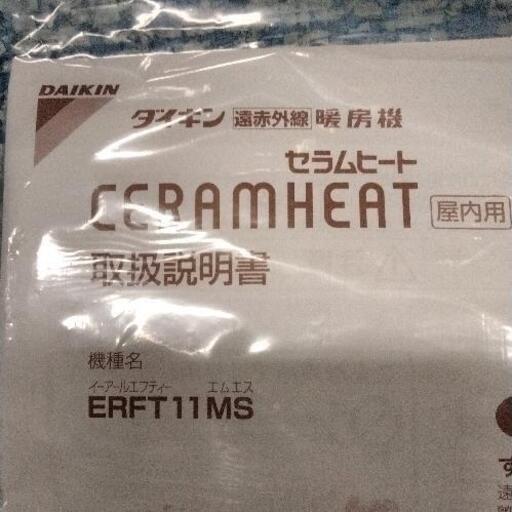 DAIKIN
ダイキン 遠赤外線 暖房機
セラムヒート
CERAMHEAT 屋内用
取扱説明書
機種名
イーアールエフティー エムエス
ERFT11MS
す
遠